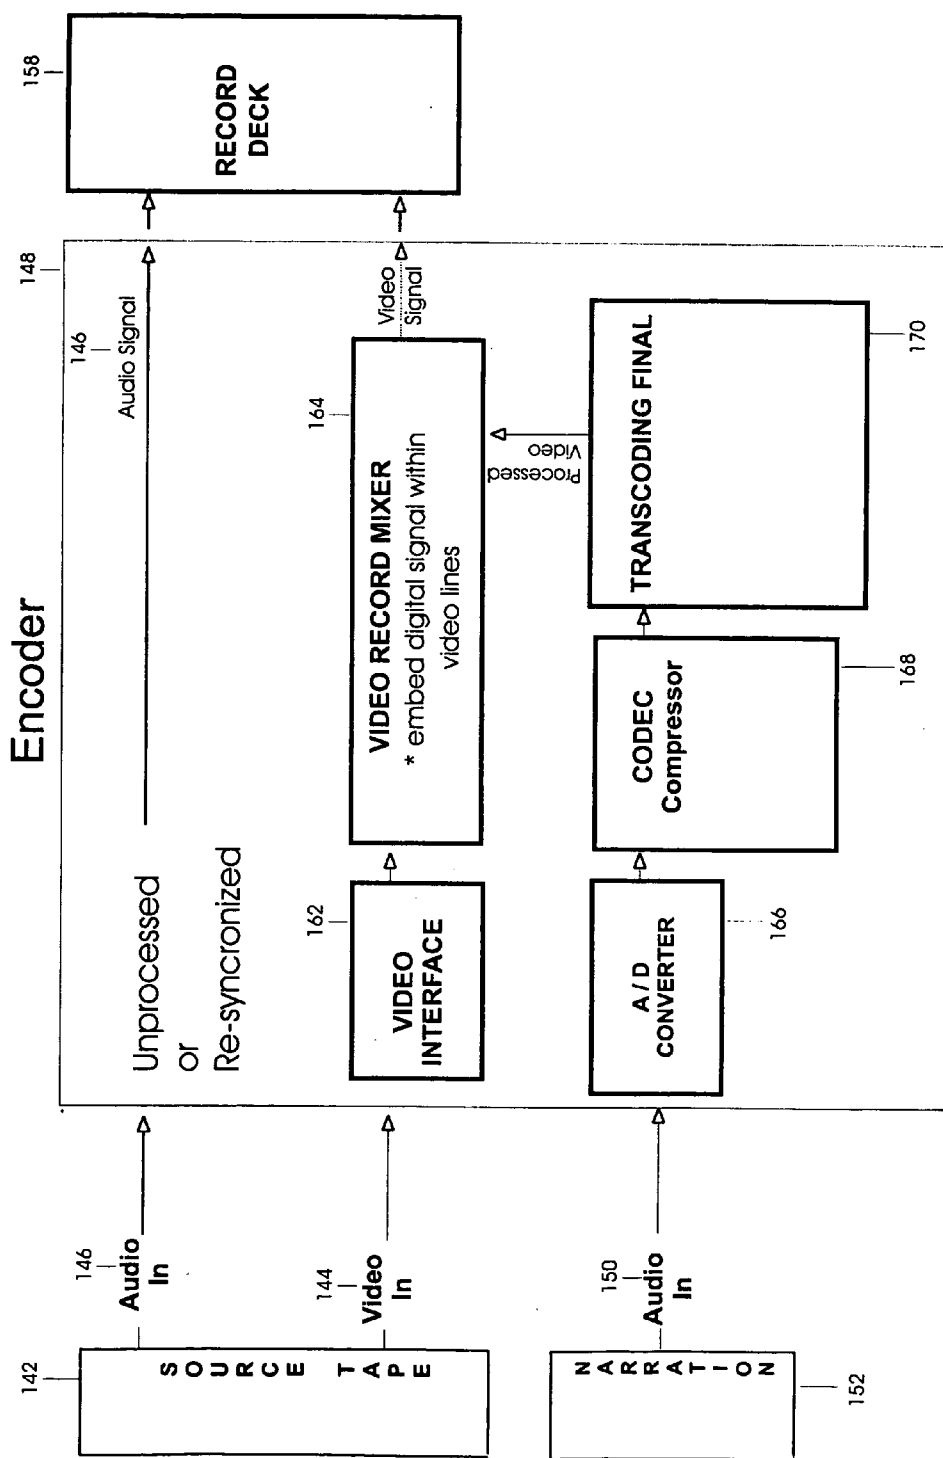 Encoder
142
SOURCE TAPE
146
Audio
In
144
Video
In
152
NARRATION
150
Audio
In
148
Unprocessed
or
Re-syncronized
146
Audio Signal
162
VIDEO
INTERFACE
164
VIDEO RECORD MIXER
* embed digital signal within
video lines
Video
Signal
166
A / D
CONVERTER
168
CODEC
Compressor
170
TRANSCODING FINAL
Processed
Video
158
RECORD
DECK